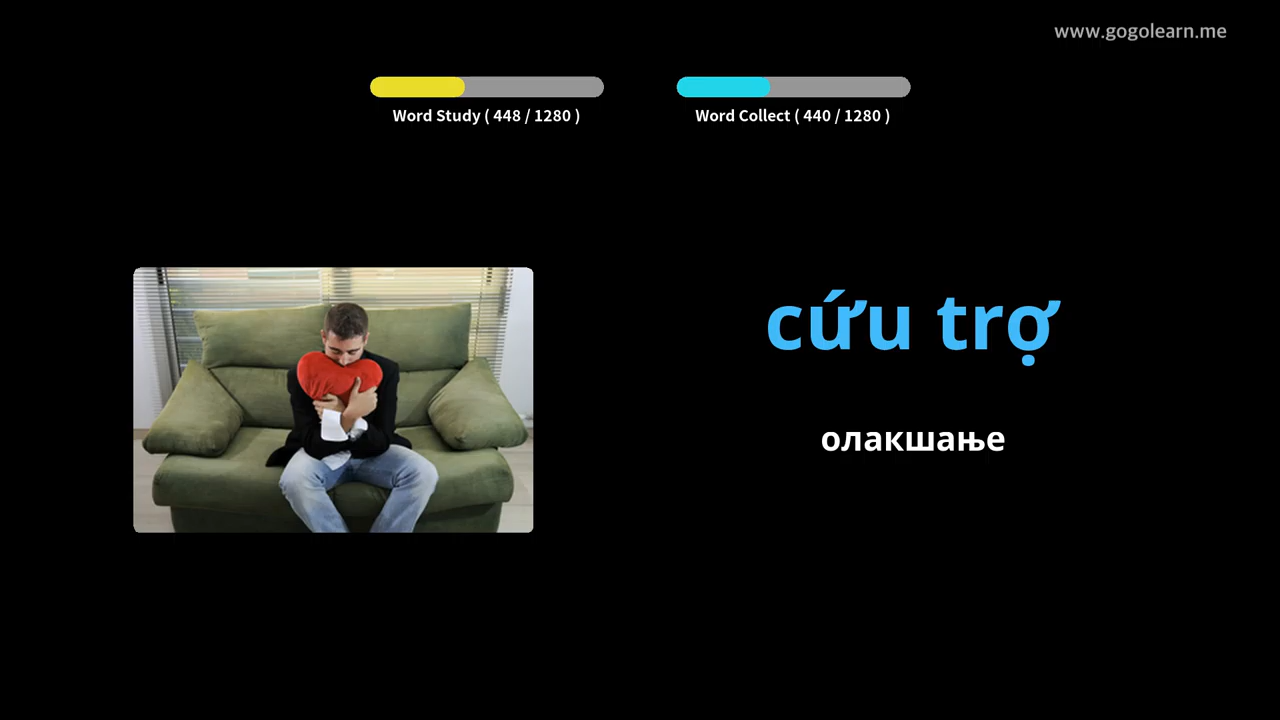 www.gogolearn.me
Word Study ( 448 / 1280 )
Word Collect ( 440 / 1280 )
cứu trợ
олакшање